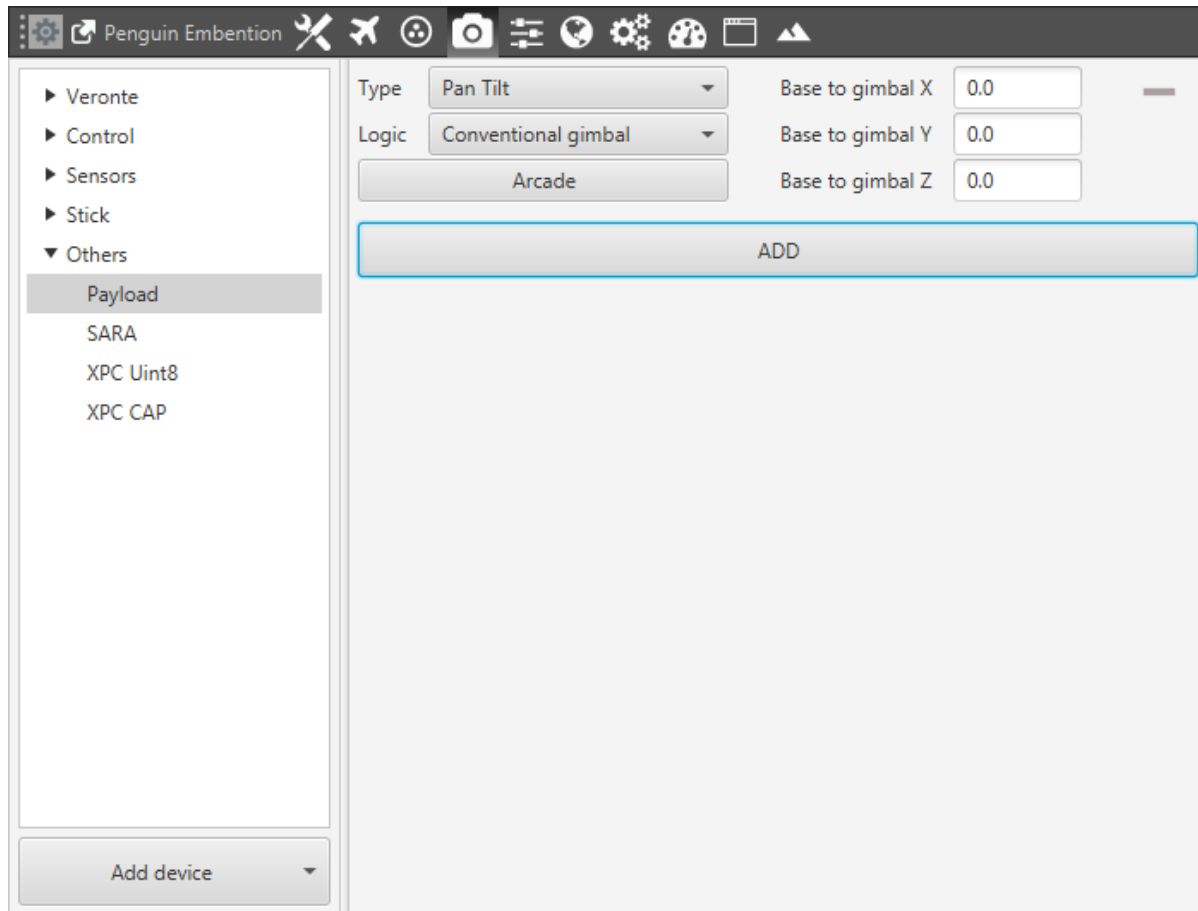 Penguin Embention
Veronte
Control
Sensors
Stick
Others
Payload
SARA
XPC Uint8
XPC CAP
Add device
Type Pan Tilt Base to gimbal X 0.0
Logic Conventional gimbal Base to gimbal Y 0.0
Arcade Base to gimbal Z 0.0
ADD